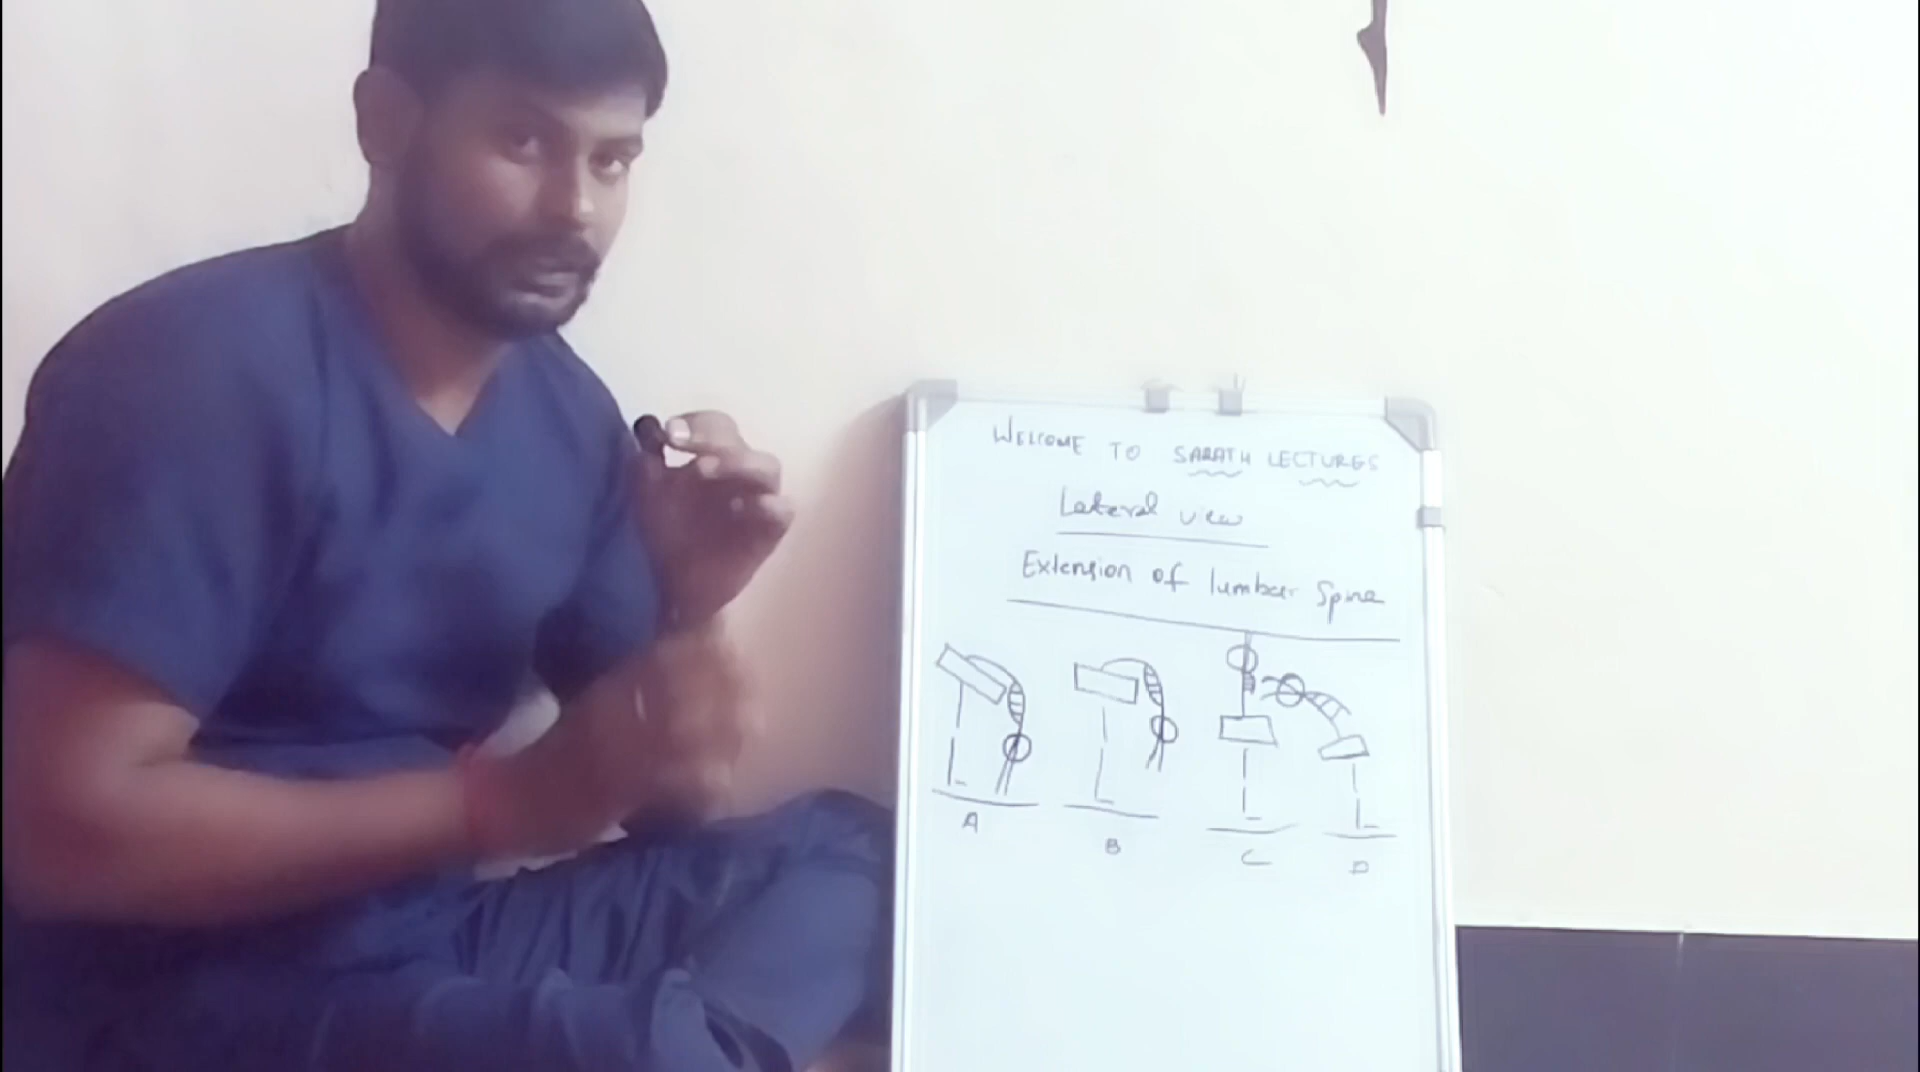 WELCOME TO SARATH LECTURES
Lateral view
Extension of lumbar Spine
A B C D